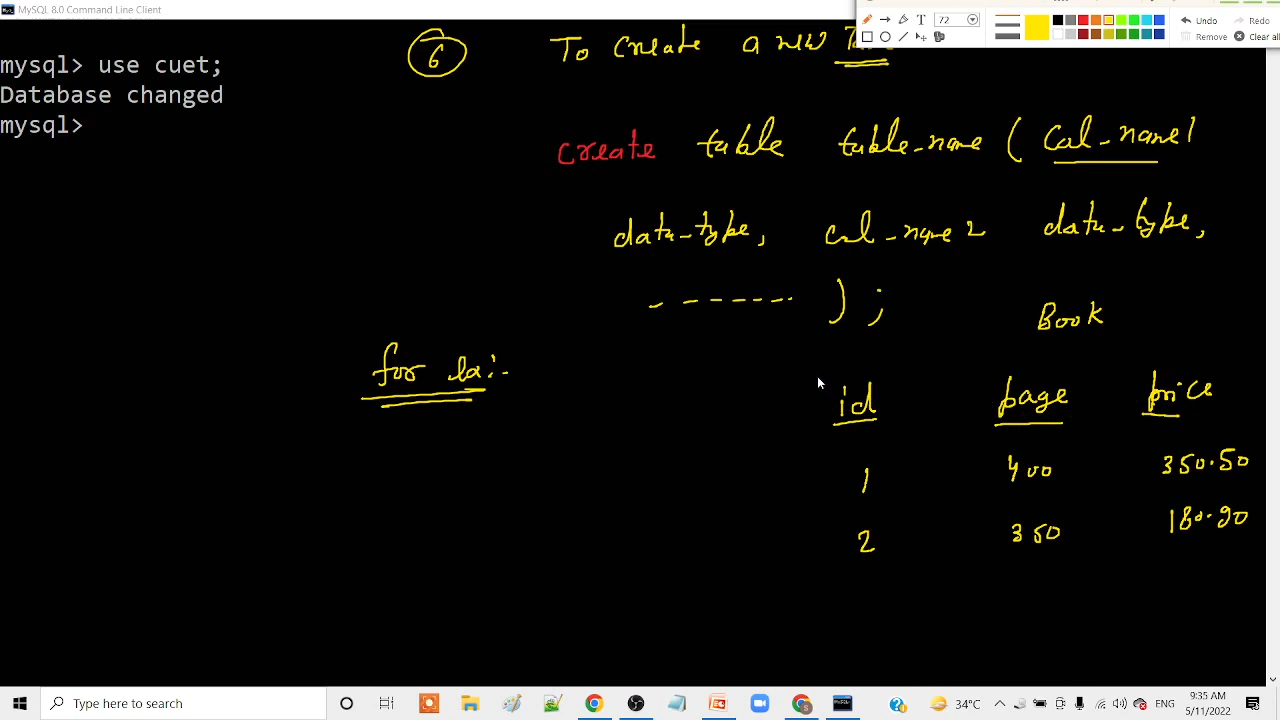 MySQL 8.0 Command Line Client
72
Undo
Redo
Remove
Clear all
mysql> use cuet;
Database changed
mysql>
6 To create a new
create table table-name ( Col-name1
data-type, col-name2 data-type,
------- ) ;
Book
for ex:-
id page price
1 400 350.50
2 350 180.90
Type here to search
34°C
ENG
9:35 AM
5/11/2022